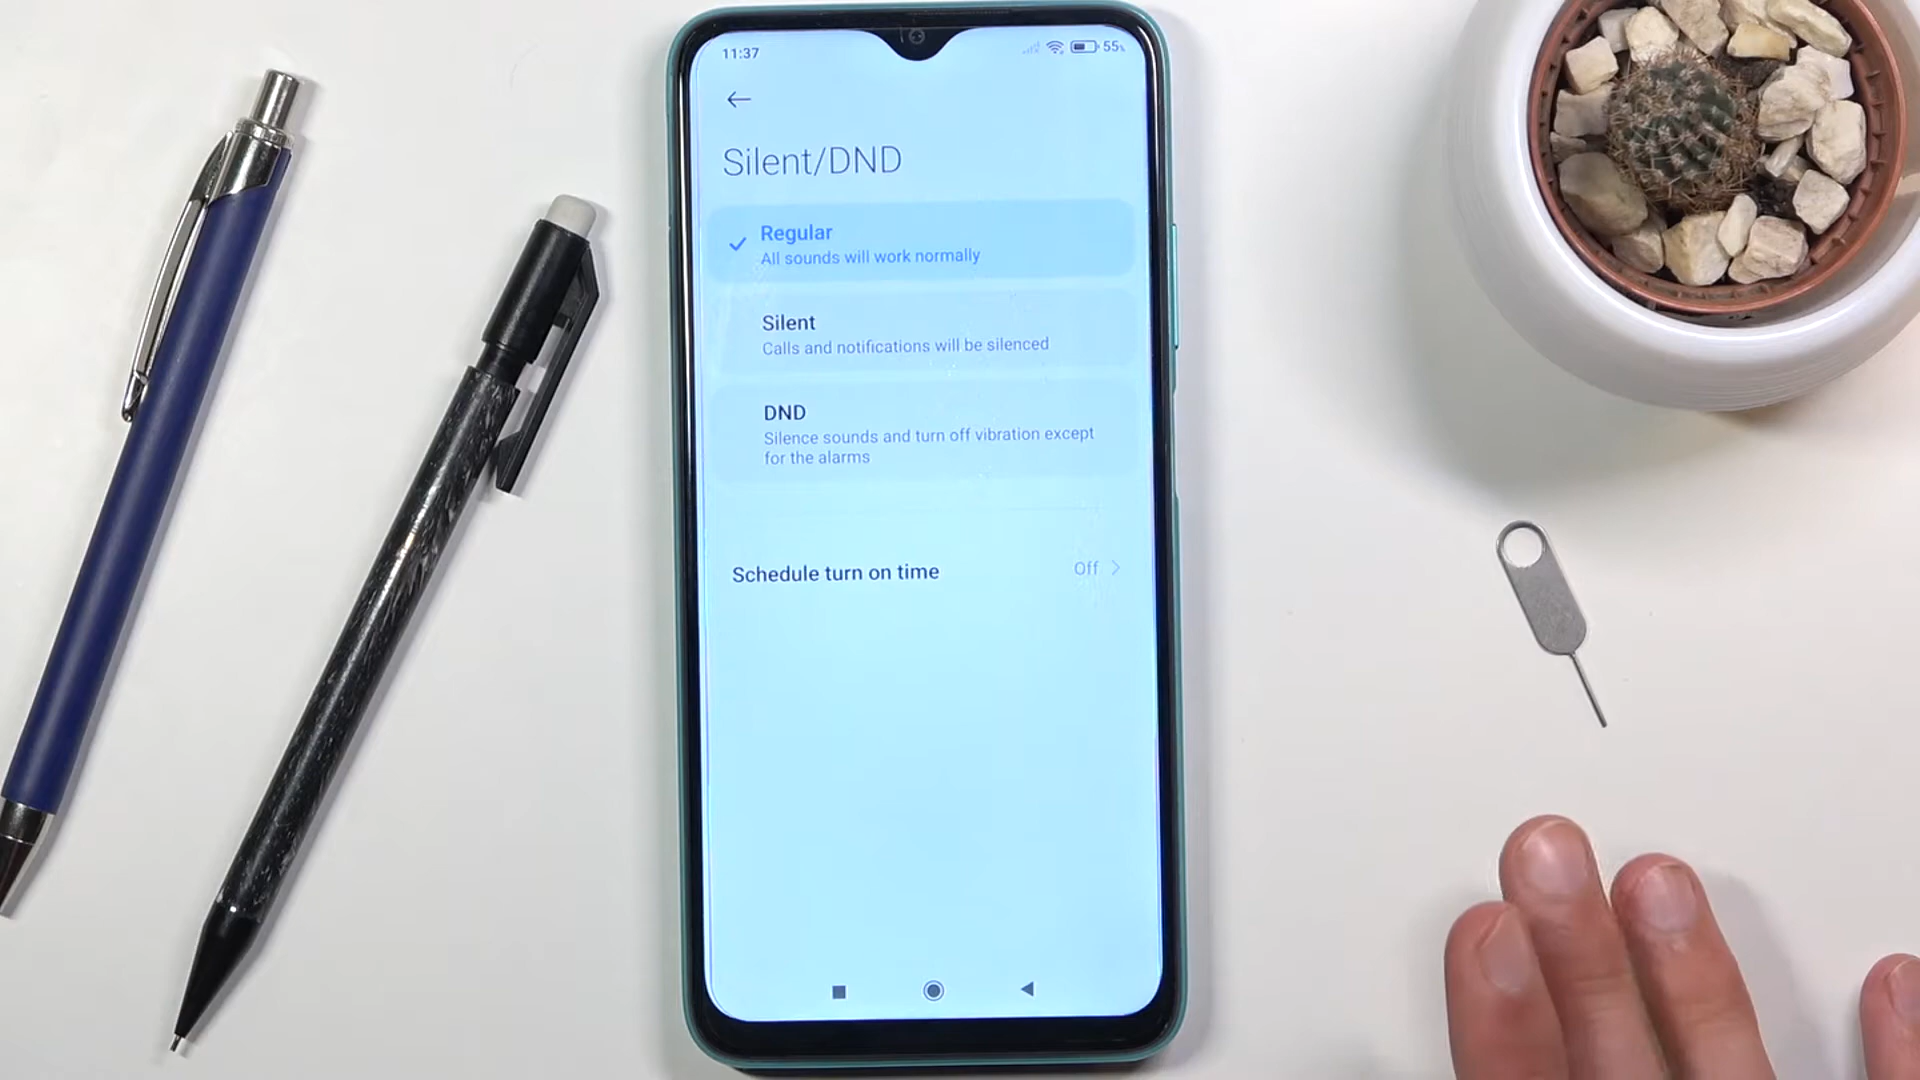 11:37
55%
Silent/DND
Regular
All sounds will work normally
Silent
Calls and notifications will be silenced
DND
Silence sounds and turn off vibration except
for the alarms
Schedule turn on time
Off